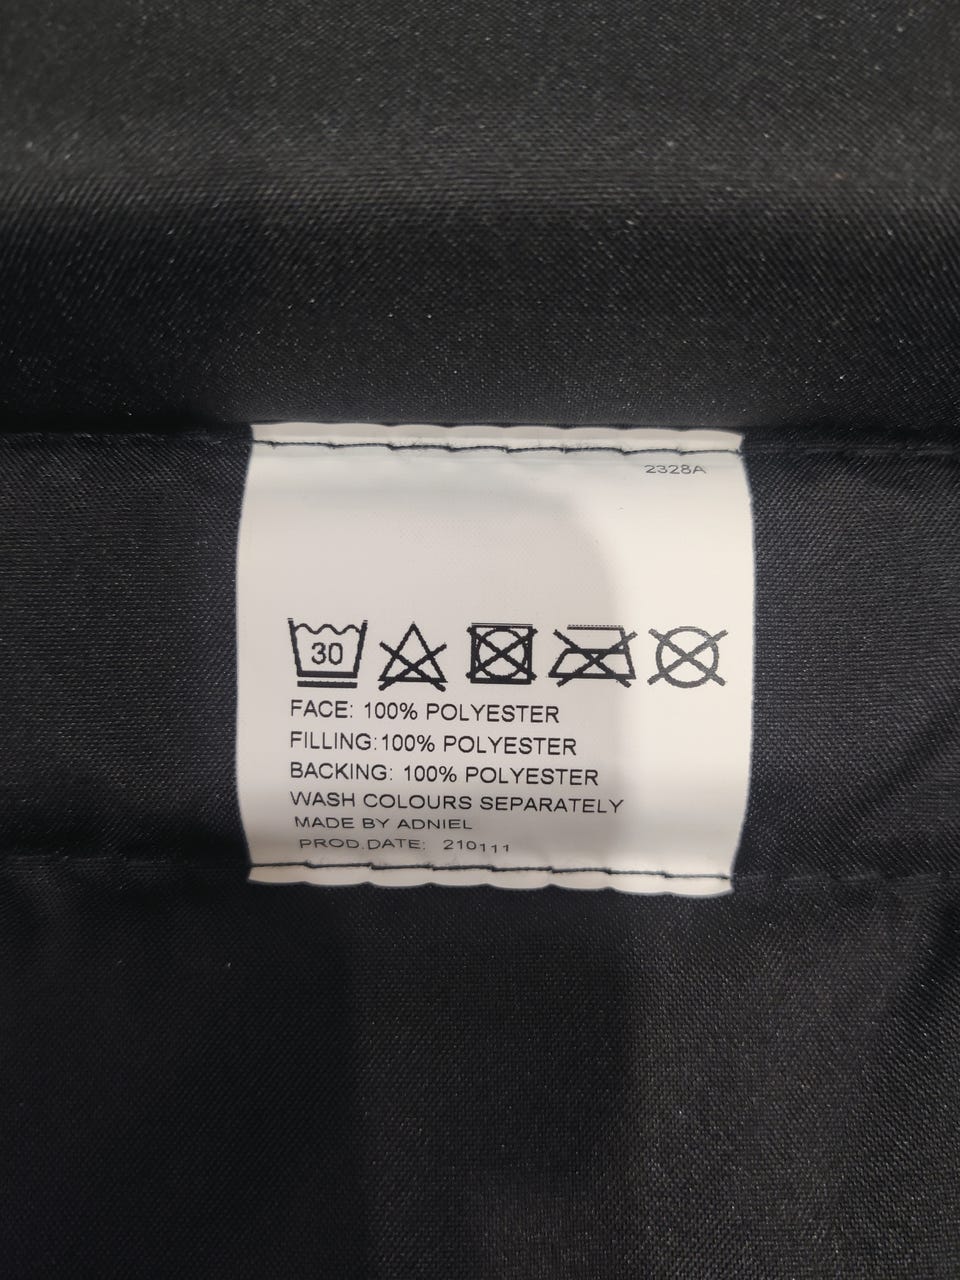 2328A
30
FACE: 100% POLYESTER
FILLING:100% POLYESTER
BACKING: 100% POLYESTER
WASH COLOURS SEPARATELY
MADE BY ADNIEL
PROD.DATE: 210111